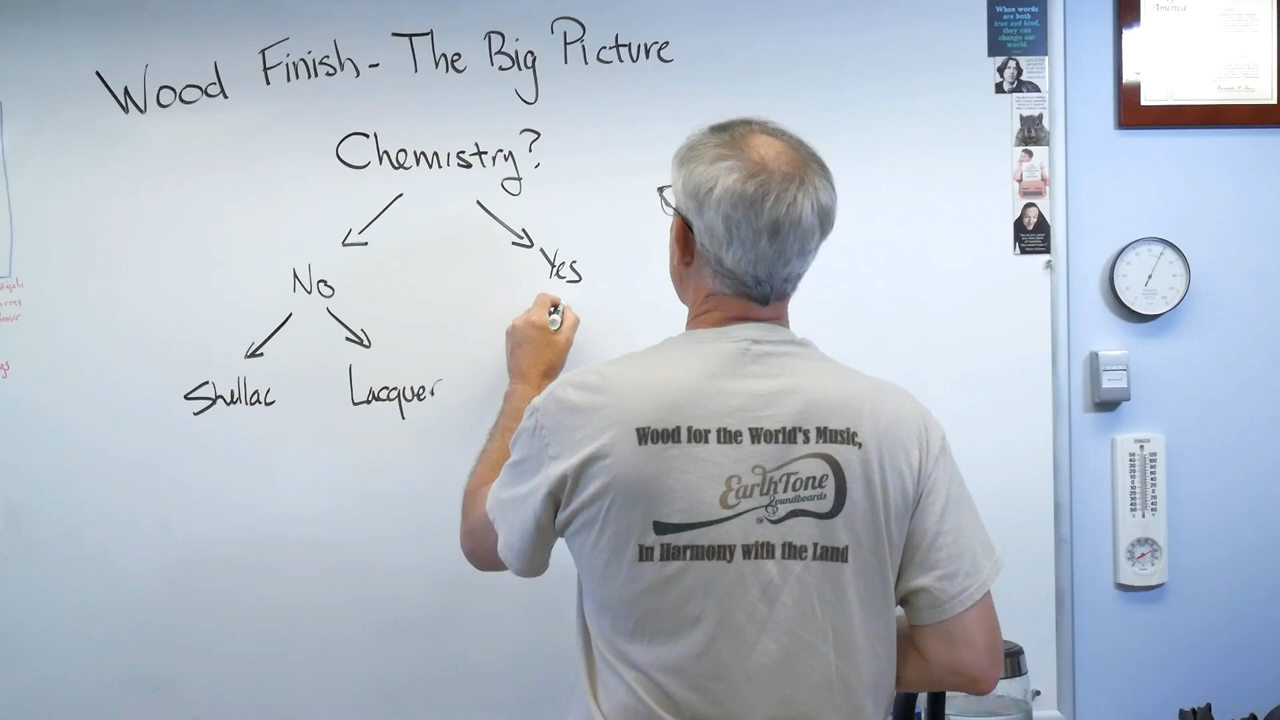 Wood Finish - The Big Picture
Chemistry?
No
Yes
Shellac
Lacquer
Wood for the World's Music,
EarthTone
Soundboards
In Harmony with the Land
When words
are both
true and kind,
they can
change our
world.
America